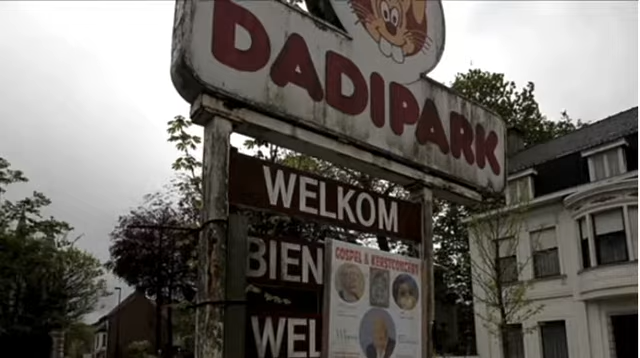 DADIPARK
WELKOM
BIEN
WEL
GOSPEL & KERSTCONCERT